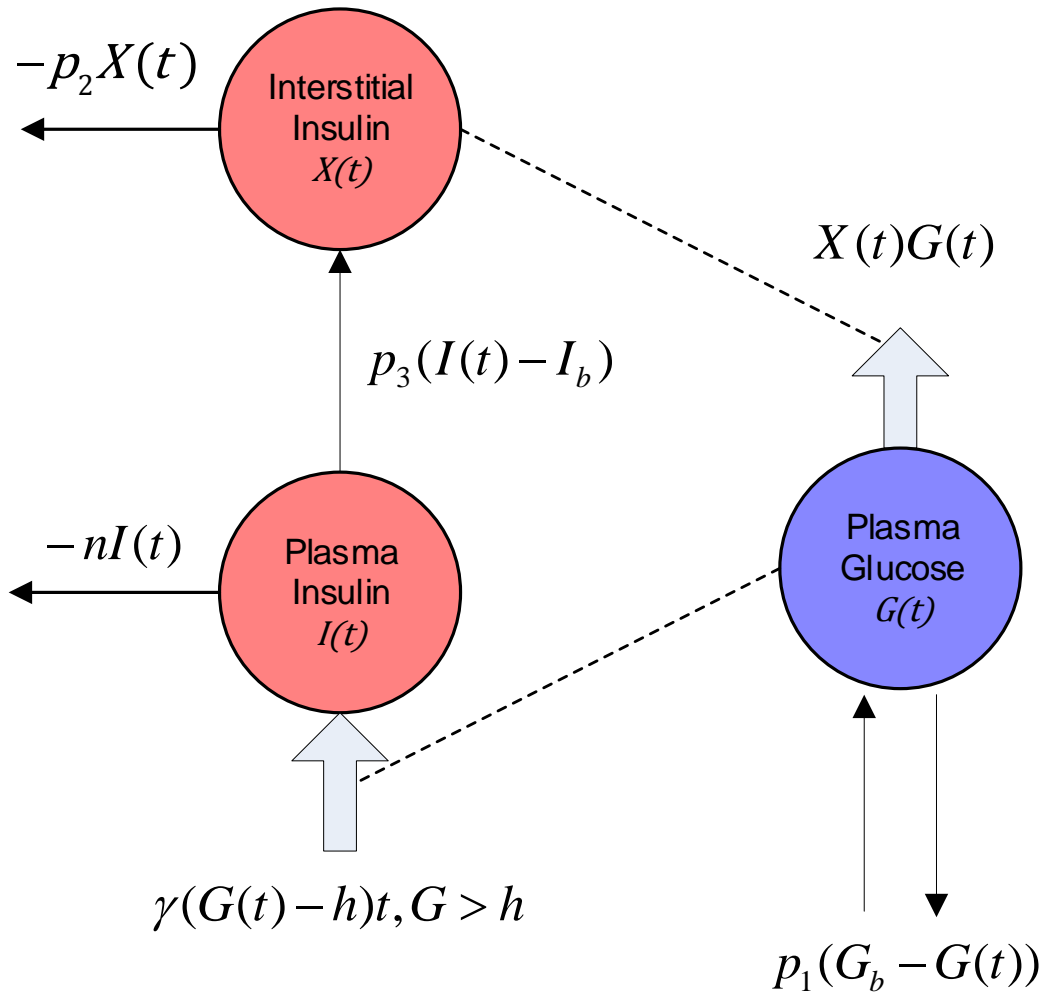 -p₂X(t)
Interstitial
Insulin
X(t)
X(t)G(t)
p₃(I(t)-I_b)
-nI(t)
Plasma
Insulin
I(t)
Plasma
Glucose
G(t)
γ(G(t)-h)t,G>h
p₁(G_b-G(t))